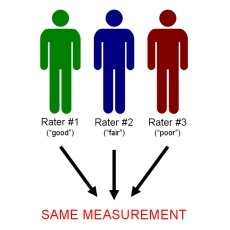 Rater #1 Rater #2 Rater #3
("good") ("fair") ("poor")
SAME MEASUREMENT